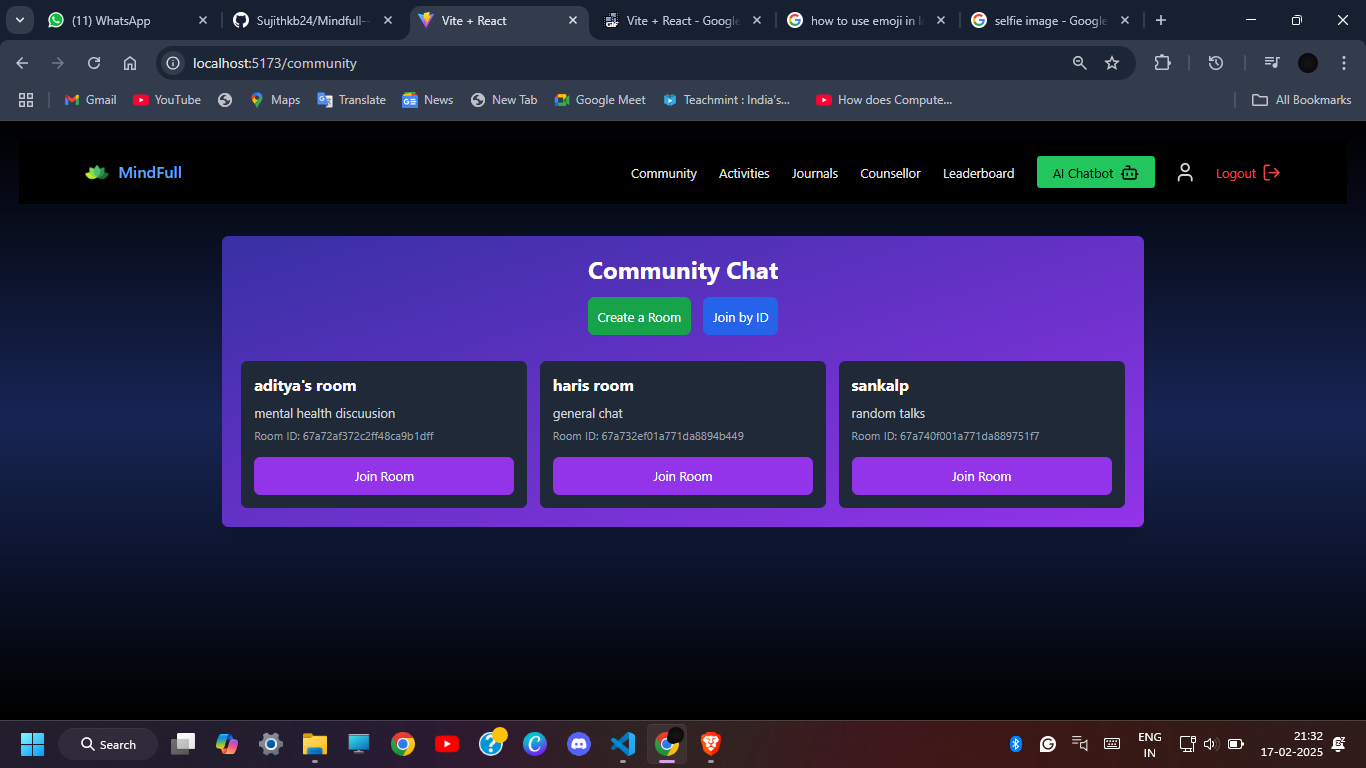 (11) WhatsApp
Sujithkb24/Mindfull-
Vite + React
Vite + React - Google
how to use emoji in
selfie image - Google
localhost:5173/community
Gmail
YouTube
Maps
Translate
News
New Tab
Google Meet
Teachmint : India's...
How does Compute...
All Bookmarks
MindFull
Community
Activities
Journals
Counsellor
Leaderboard
AI Chatbot
Logout
Community Chat
Create a Room
Join by ID
aditya's room
mental health discuusion
Room ID: 67a72af372c2ff48ca9b1dff
Join Room
haris room
general chat
Room ID: 67a732ef01a771da8894b449
Join Room
sankalp
random talks
Room ID: 67a740f001a771da889751f7
Join Room
Search
ENG
IN
21:32
17-02-2025